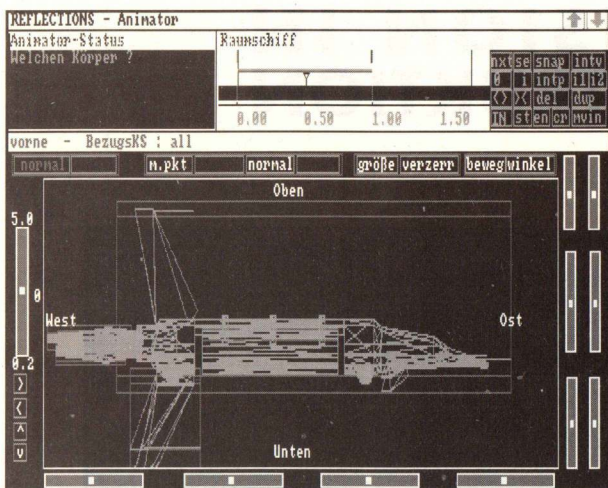 REFLECTIONS - Animator
Animator-Status
Raumschiff
Welchen Körper ?
nxt se snap intv
0 i intp i1 i2
<> >< del dup
IN st en cr mvin
0.00 0.50 1.00 1.50
vorne - BezugsKS : all
normal m.pkt normal größe verzerr beweg winkel
Oben
5.0
0
West
Ost
0.2
>
<
^
v
Unten